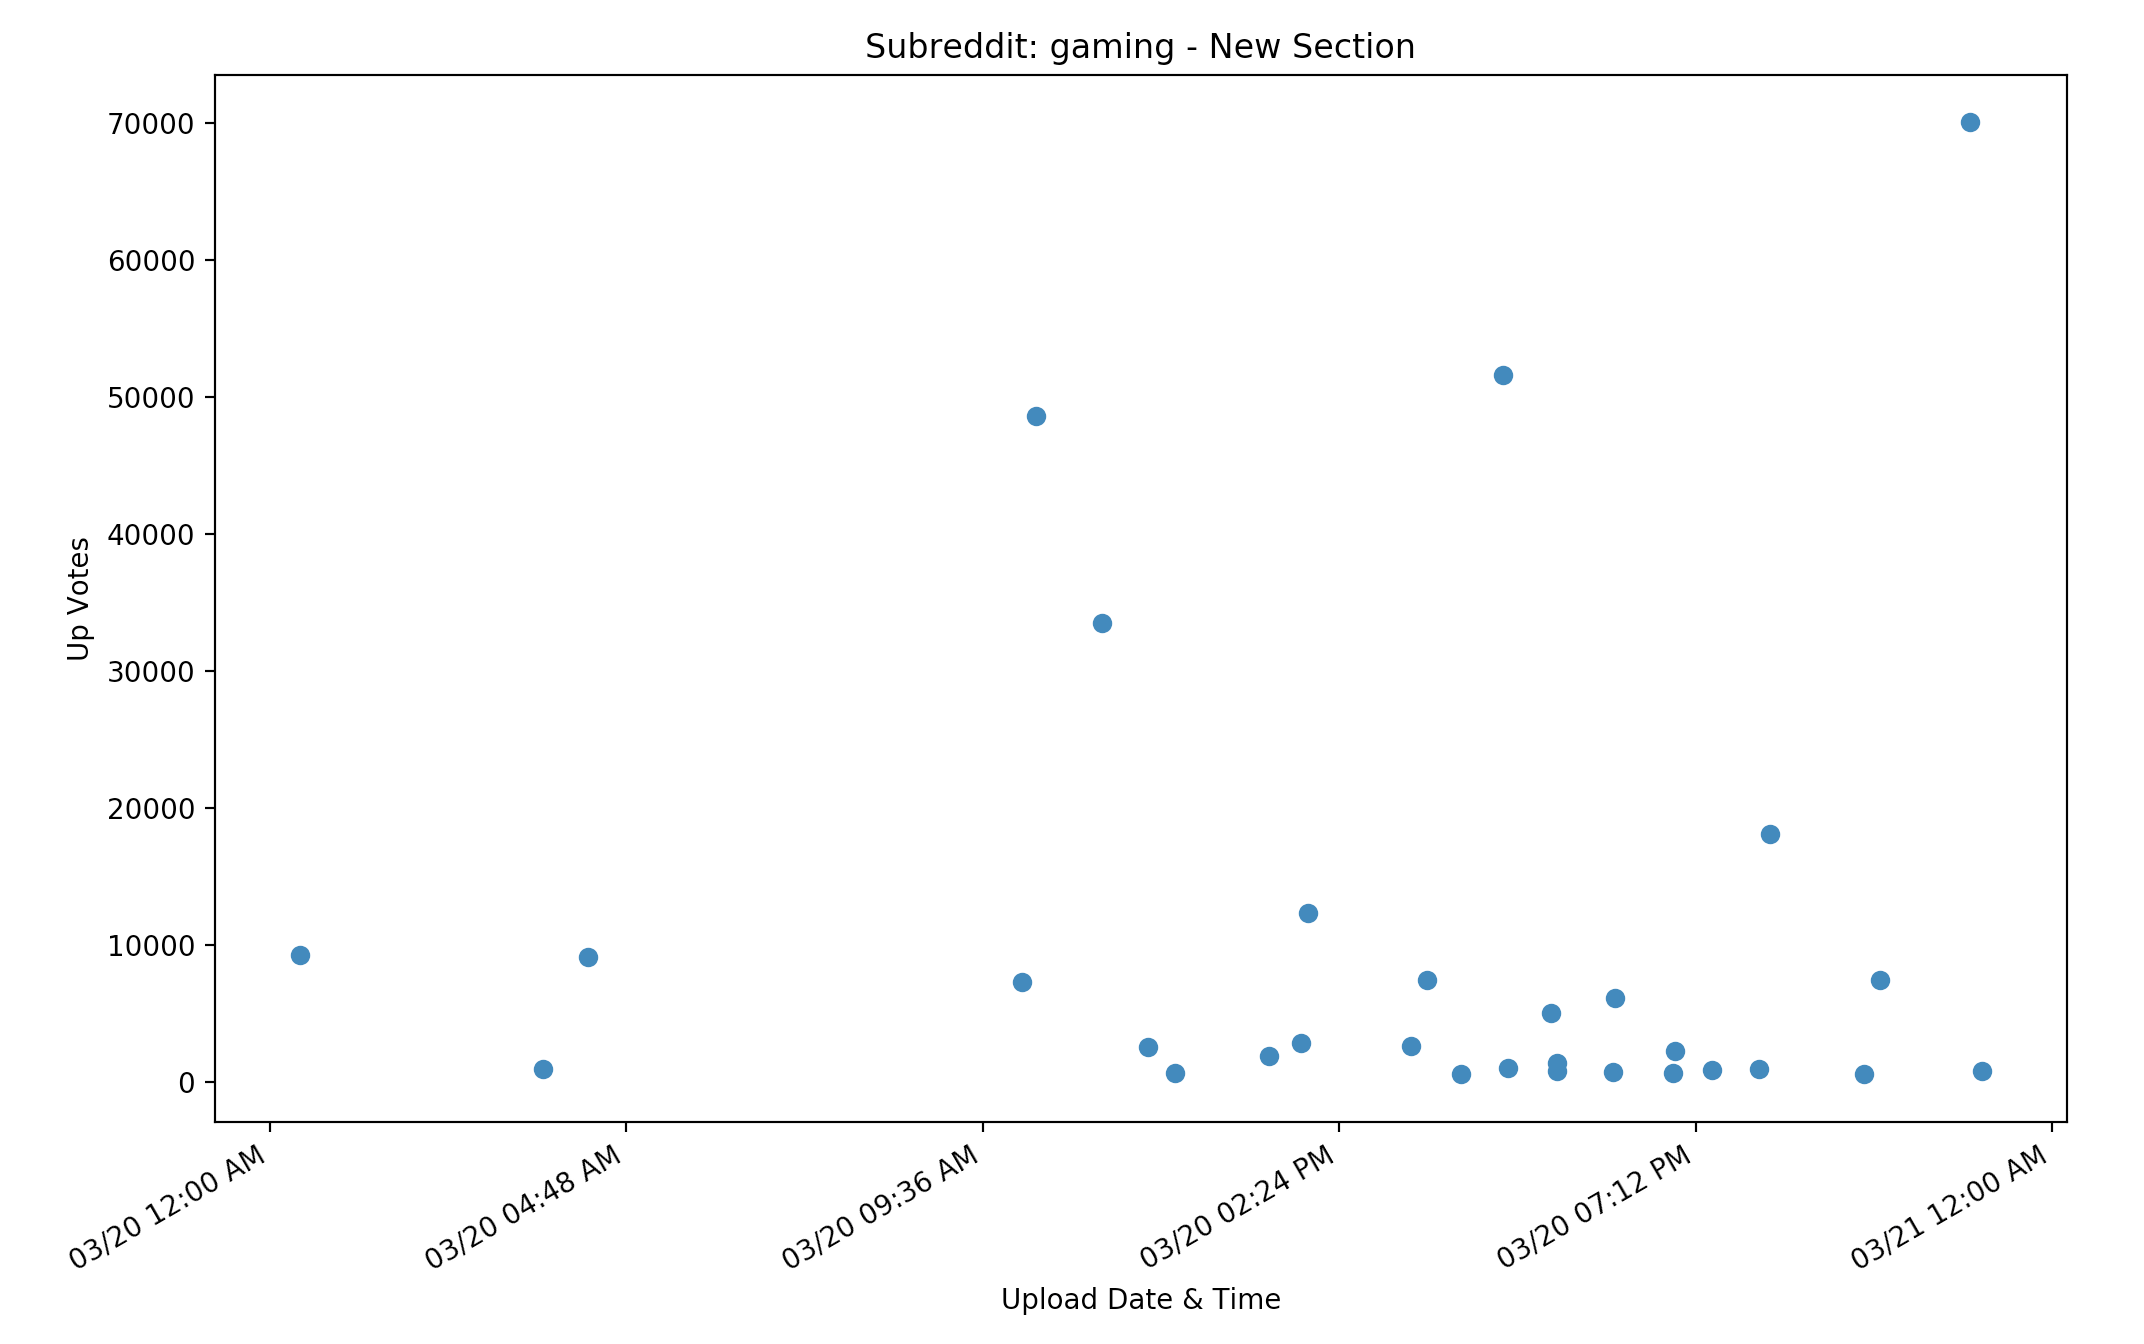 Subreddit: gaming - New Section
70000
60000
50000
40000
30000
20000
10000
0
Up Votes
03/20 12:00 AM
03/20 04:48 AM
03/20 09:36 AM
03/20 02:24 PM
03/20 07:12 PM
03/21 12:00 AM
Upload Date & Time